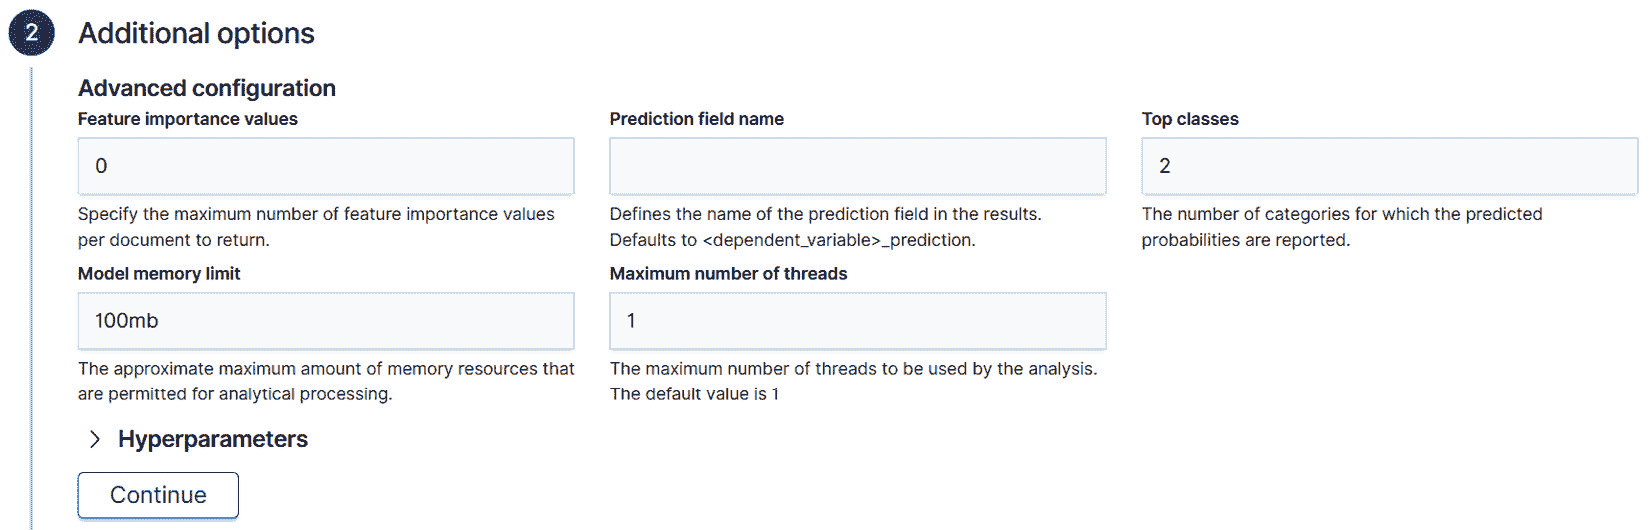 2
Additional options
Advanced configuration
Feature importance values
0
Specify the maximum number of feature importance values
per document to return.
Prediction field name
Defines the name of the prediction field in the results.
Defaults to <dependent_variable>_prediction.
Top classes
2
The number of categories for which the predicted
probabilities are reported.
Model memory limit
100mb
The approximate maximum amount of memory resources that
are permitted for analytical processing.
Maximum number of threads
1
The maximum number of threads to be used by the analysis.
The default value is 1
Hyperparameters
Continue